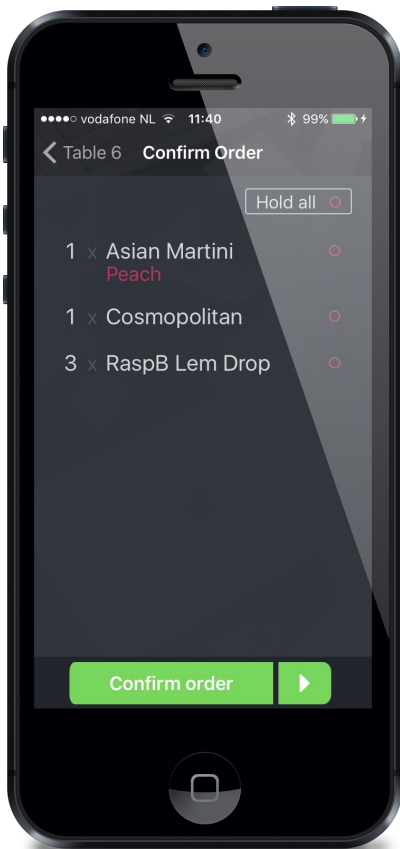 vodafone NL 11:40 99%
Table 6 Confirm Order
Hold all
1 x Asian Martini
Peach
1 x Cosmopolitan
3 x RaspB Lem Drop
Confirm order